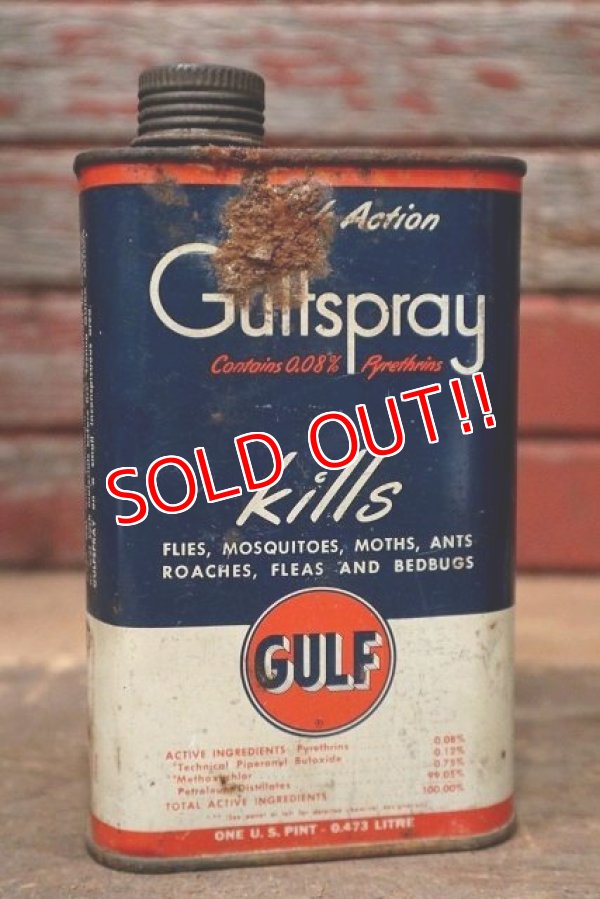 Action
Gulfspray
Contains 0.08% Pyrethrins
SOLD OUT!!
kills
FLIES, MOSQUITOES, MOTHS, ANTS
ROACHES, FLEAS AND BEDBUGS
GULF
ACTIVE INGREDIENTS Pyrethrins 0.08%
*Technical Piperonyl Butoxide 0.12%
**Methoxychlor 0.75%
Petroleum Distillates 99.05%
TOTAL ACTIVE INGREDIENTS 100.00%
ONE U.S. PINT - 0.473 LITRE